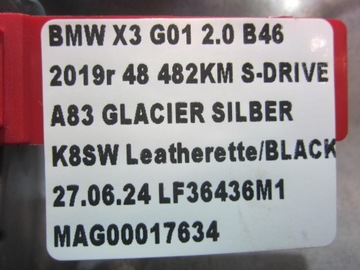 BMW X3 G01 2.0 B46
2019r 48 482KM S-DRIVE
A83 GLACIER SILBER
K8SW Leatherette/BLACK
27.06.24 LF36436M1
MAG00017634